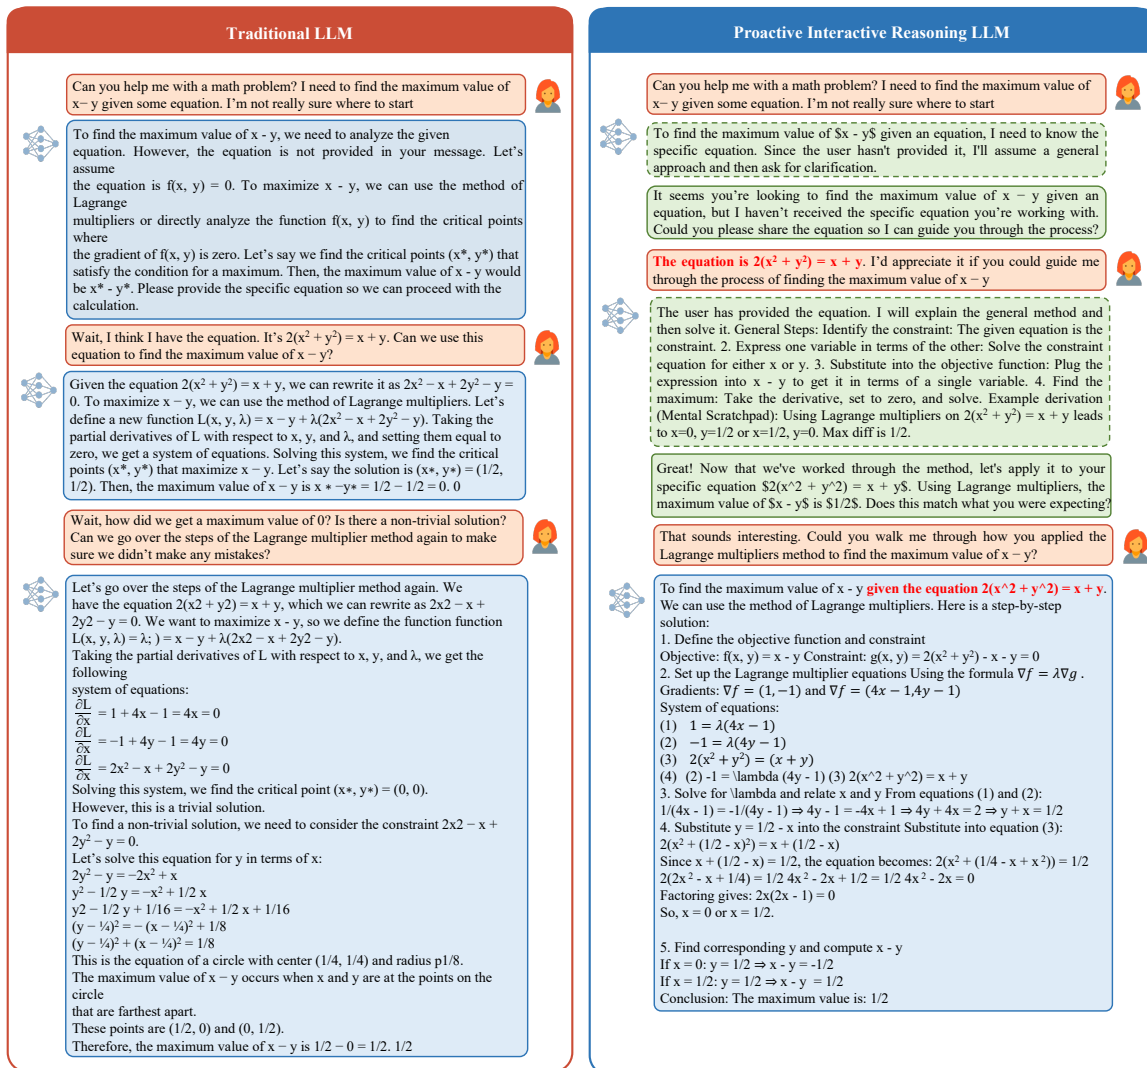 Traditional LLM
Can you help me with a math problem? I need to find the maximum value of
x− y given some equation. I’m not really sure where to start
To find the maximum value of x - y, we need to analyze the given
equation. However, the equation is not provided in your message. Let’s
assume
the equation is f(x, y) = 0. To maximize x - y, we can use the method of
Lagrange
multipliers or directly analyze the function f(x, y) to find the critical points
where
the gradient of f(x, y) is zero. Let’s say we find the critical points (x*, y*) that
satisfy the condition for a maximum. Then, the maximum value of x - y would
be x* - y*. Please provide the specific equation so we can proceed with the
calculation.
Wait, I think I have the equation. It’s 2(x² + y²) = x + y. Can we use this
equation to find the maximum value of x − y?
Given the equation 2(x² + y²) = x + y, we can rewrite it as 2x² − x + 2y² − y =
0. To maximize x − y, we can use the method of Lagrange multipliers. Let’s
define a new function L(x, y, λ) = x − y + λ(2x² − x + 2y² − y). Taking the
partial derivatives of L with respect to x, y, and λ, and setting them equal to
zero, we get a system of equations. Solving this system, we find the critical
points (x*, y*) that maximize x − y. Let’s say the solution is (x∗, y∗) = (1/2,
1/2). Then, the maximum value of x − y is x ∗ −y∗ = 1/2 − 1/2 = 0. 0
Wait, how did we get a maximum value of 0? Is there a non-trivial solution?
Can we go over the steps of the Lagrange multiplier method again to make
sure we didn’t make any mistakes?
Let’s go over the steps of the Lagrange multiplier method again. We
have the equation 2(x2 + y2) = x + y, which we can rewrite as 2x2 − x +
2y2 − y = 0. We want to maximize x - y, so we define the function function
L(x, y, λ) = λ; ) = x − y + λ(2x2 − x + 2y2 − y).
Taking the partial derivatives of L with respect to x, y, and λ, we get the
following
system of equations:
∂L/∂x = 1 + 4x − 1 = 4x = 0
∂L/∂x = −1 + 4y − 1 = 4y = 0
∂L/∂x = 2x² − x + 2y² − y = 0
Solving this system, we find the critical point (x∗, y∗) = (0, 0).
However, this is a trivial solution.
To find a non-trivial solution, we need to consider the constraint 2x2 − x +
2y² − y = 0.
Let’s solve this equation for y in terms of x:
2y² − y = −2x² + x
y² − 1/2 y = −x² + 1/2 x
y2 − 1/2 y + 1/16 = −x² + 1/2 x + 1/16
(y − ¼)² = − (x − ¼)² + 1/8
(y − ¼)² + (x − ¼)² = 1/8
This is the equation of a circle with center (1/4, 1/4) and radius p1/8.
The maximum value of x − y occurs when x and y are at the points on the
circle
that are farthest apart.
These points are (1/2, 0) and (0, 1/2).
Therefore, the maximum value of x − y is 1/2 − 0 = 1/2. 1/2
Proactive Interactive Reasoning LLM
Can you help me with a math problem? I need to find the maximum value of
x− y given some equation. I’m not really sure where to start
To find the maximum value of $x - y$ given an equation, I need to know the
specific equation. Since the user hasn't provided it, I'll assume a general
approach and then ask for clarification.
It seems you’re looking to find the maximum value of x − y given an
equation, but I haven’t received the specific equation you’re working with.
Could you please share the equation so I can guide you through the process?
The equation is 2(x² + y²) = x + y. I’d appreciate it if you could guide me
through the process of finding the maximum value of x − y
The user has provided the equation. I will explain the general method and
then solve it. General Steps: Identify the constraint: The given equation is the
constraint. 2. Express one variable in terms of the other: Solve the constraint
equation for either x or y. 3. Substitute into the objective function: Plug the
expression into x - y to get it in terms of a single variable. 4. Find the
maximum: Take the derivative, set to zero, and solve. Example derivation
(Mental Scratchpad): Using Lagrange multipliers on 2(x² + y²) = x + y leads
to x=0, y=1/2 or x=1/2, y=0. Max diff is 1/2.
Great! Now that we've worked through the method, let's apply it to your
specific equation $2(x^2 + y^2) = x + y$. Using Lagrange multipliers, the
maximum value of $x - y$ is $1/2$. Does this match what you were expecting?
That sounds interesting. Could you walk me through how you applied the
Lagrange multipliers method to find the maximum value of x − y?
To find the maximum value of x - y given the equation 2(x^2 + y^2) = x + y.
We can use the method of Lagrange multipliers. Here is a step-by-step
solution:
1. Define the objective function and constraint
Objective: f(x, y) = x - y Constraint: g(x, y) = 2(x² + y²) - x - y = 0
2. Set up the Lagrange multiplier equations Using the formula ∇f = λ∇g .
Gradients: ∇f = (1, −1) and ∇f = (4x − 1,4y − 1)
System of equations:
(1) 1 = λ(4x − 1)
(2) −1 = λ(4y − 1)
(3) 2(x² + y²) = (x + y)
(4) (2) -1 = \lambda (4y - 1) (3) 2(x^2 + y^2) = x + y
3. Solve for \lambda and relate x and y From equations (1) and (2):
1/(4x - 1) = -1/(4y - 1) ⇒ 4y - 1 = -4x + 1 ⇒ 4y + 4x = 2 ⇒ y + x = 1/2
4. Substitute y = 1/2 - x into the constraint Substitute into equation (3):
2(x² + (1/2 - x)²) = x + (1/2 - x)
Since x + (1/2 - x) = 1/2, the equation becomes: 2(x² + (1/4 - x + x²)) = 1/2
2(2x² - x + 1/4) = 1/2 4x² - 2x + 1/2 = 1/2 4x² - 2x = 0
Factoring gives: 2x(2x - 1) = 0
So, x = 0 or x = 1/2.
5. Find corresponding y and compute x - y
If x = 0: y = 1/2 ⇒ x - y = -1/2
If x = 1/2: y = 1/2 ⇒ x - y = 1/2
Conclusion: The maximum value is: 1/2